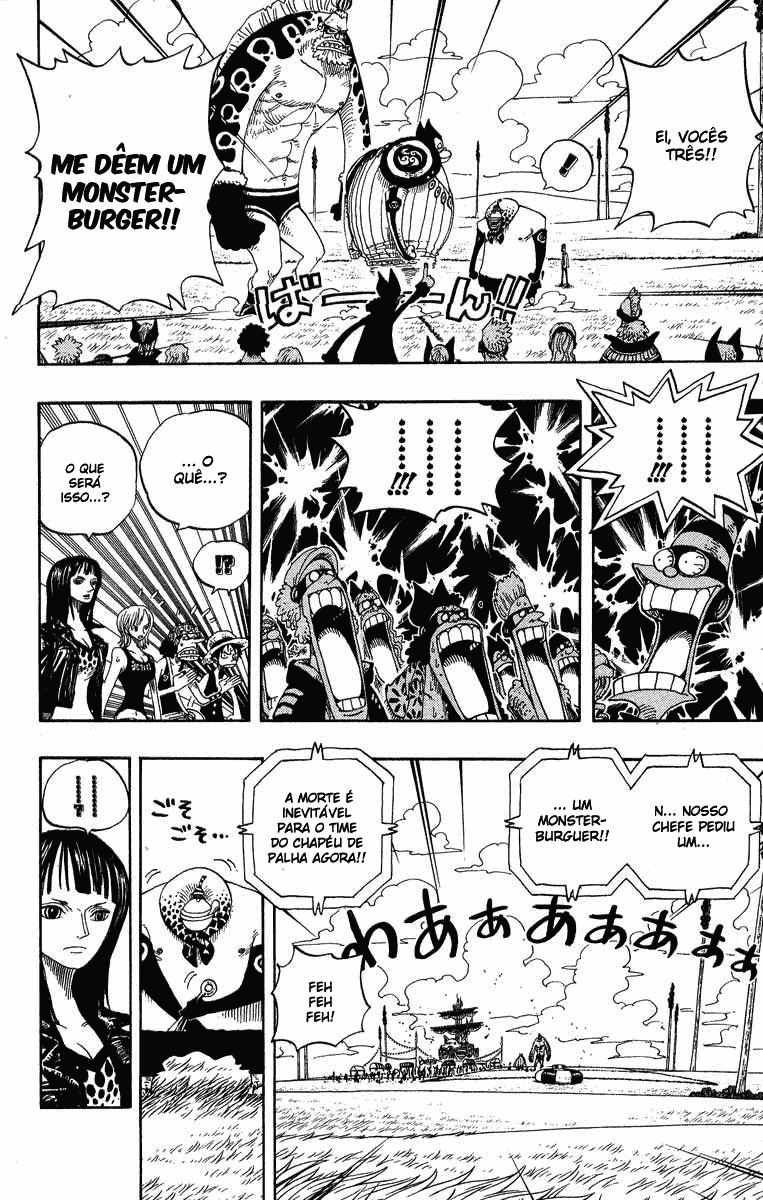 EI, VOCÊS
TRÊS!!
!
ME DÊEM UM
MONSTER-
BURGER!!
ばーーん!!
!!!
!!!
... O
QUÊ...?
O QUE
SERÁ
ISSO...?
!?
N... NOSSO
CHEFE PEDIU
UM...
... UM
MONSTER-
BURGUER!!
A MORTE É
INEVITÁVEL
PARA O TIME
DO CHAPÉU DE
PALHA AGORA!!
わあぁあぁあぁぁ
FEH
FEH
FEH!
ごそ
ごそ...